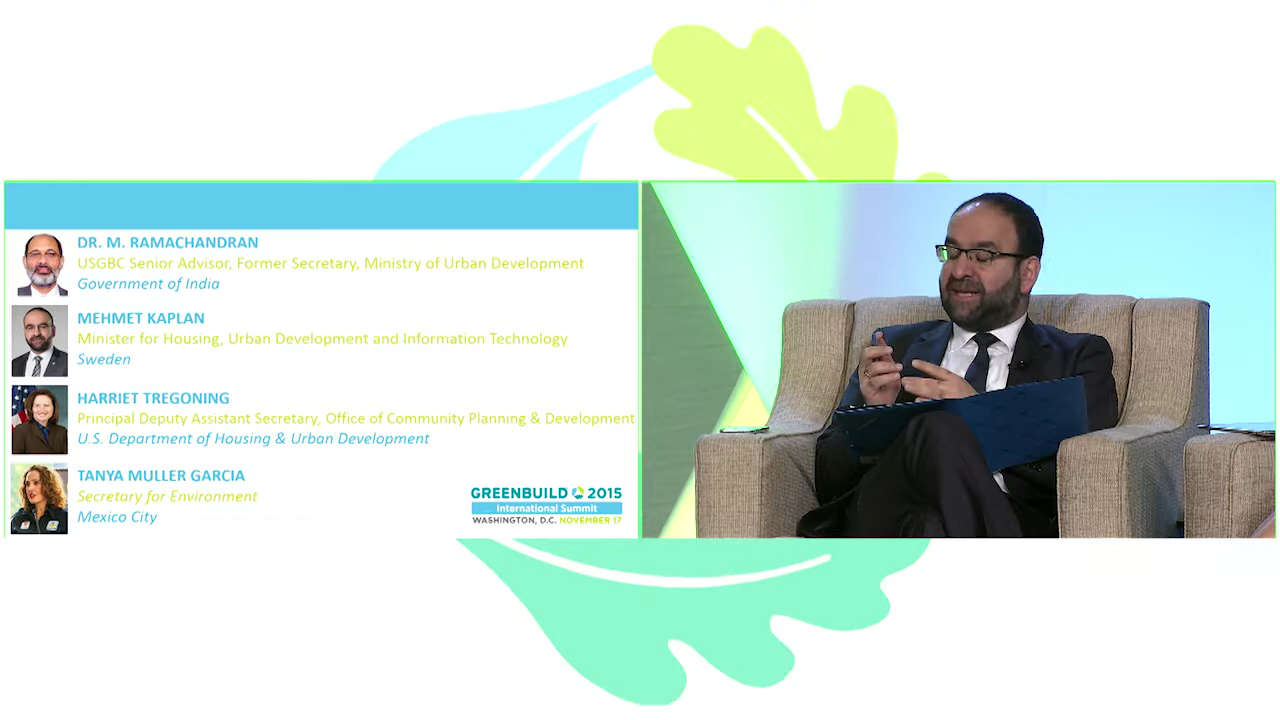 DR. M. RAMACHANDRAN
USGBC Senior Advisor, Former Secretary, Ministry of Urban Development
Government of India
MEHMET KAPLAN
Minister for Housing, Urban Development and Information Technology
Sweden
HARRIET TREGONING
Principal Deputy Assistant Secretary, Office of Community Planning & Development
U.S. Department of Housing & Urban Development
TANYA MULLER GARCIA
Secretary for Environment
Mexico City
GREENBUILD 2015
International Summit
WASHINGTON, D.C. NOVEMBER 17